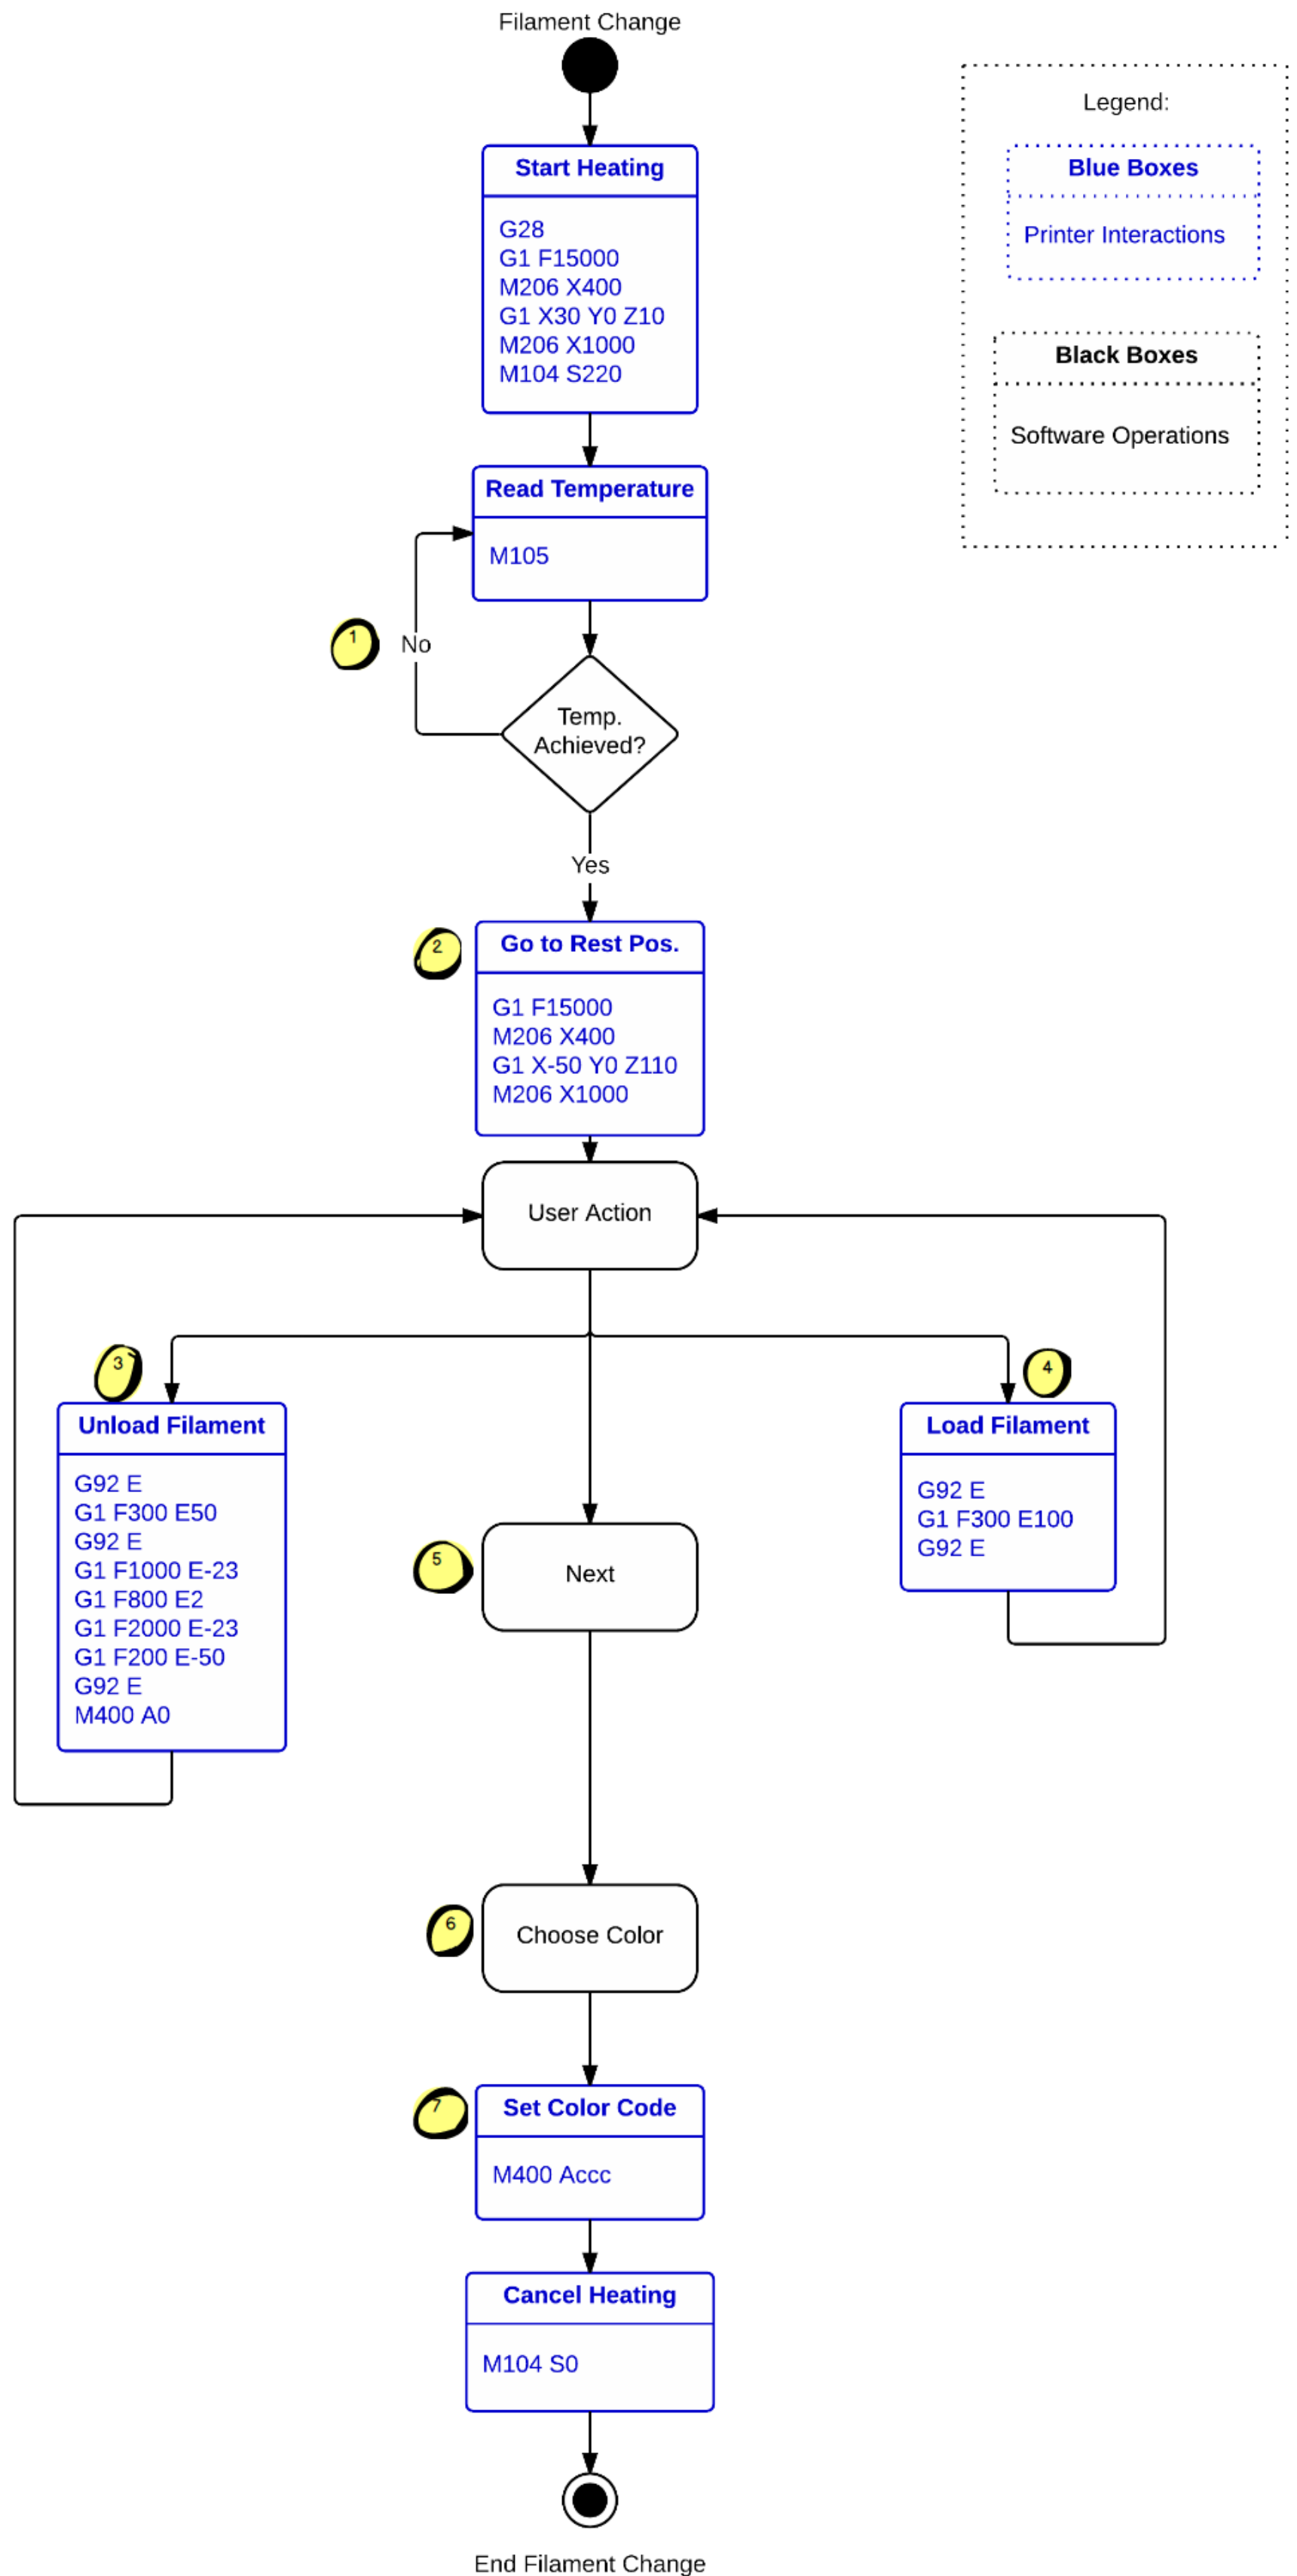 Filament Change
Legend:
Start Heating
G28
G1 F15000
M206 X400
G1 X30 Y0 Z10
M206 X1000
M104 S220
Blue Boxes
Printer Interactions
Black Boxes
Software Operations
Read Temperature
M105
1
No
Temp.
Achieved?
Yes
2
Go to Rest Pos.
G1 F15000
M206 X400
G1 X-50 Y0 Z110
M206 X1000
User Action
3
Unload Filament
G92 E
G1 F300 E50
G92 E
G1 F1000 E-23
G1 F800 E2
G1 F2000 E-23
G1 F200 E-50
G92 E
M400 A0
4
Load Filament
G92 E
G1 F300 E100
G92 E
5
Next
6
Choose Color
7
Set Color Code
M400 Accc
Cancel Heating
M104 S0
End Filament Change